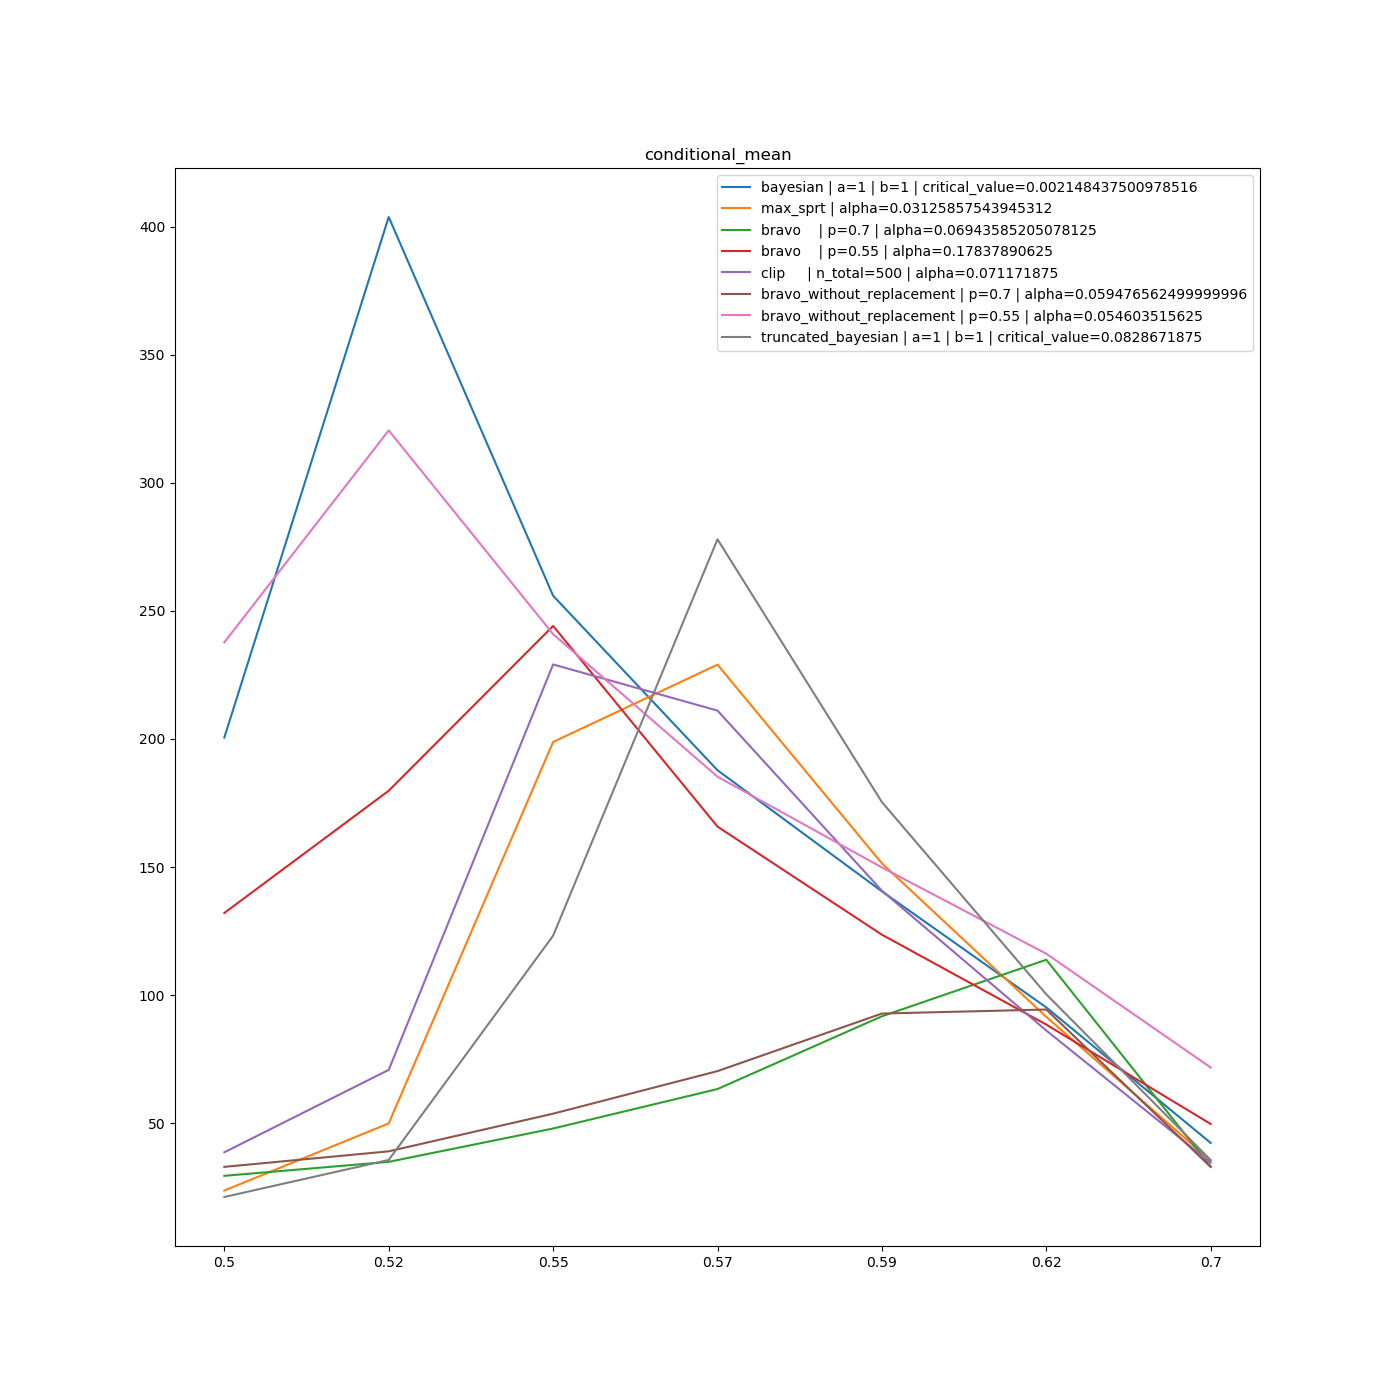 conditional_mean
bayesian | a=1 | b=1 | critical_value=0.002148437500978516
max_sprt | alpha=0.03125857543945312
bravo    | p=0.7 | alpha=0.06943585205078125
bravo    | p=0.55 | alpha=0.17837890625
clip     | n_total=500 | alpha=0.071171875
bravo_without_replacement | p=0.7 | alpha=0.059476562499999996
bravo_without_replacement | p=0.55 | alpha=0.054603515625
truncated_bayesian | a=1 | b=1 | critical_value=0.0828671875
400
350
300
250
200
150
100
50
0.5 0.52 0.55 0.57 0.59 0.62 0.7